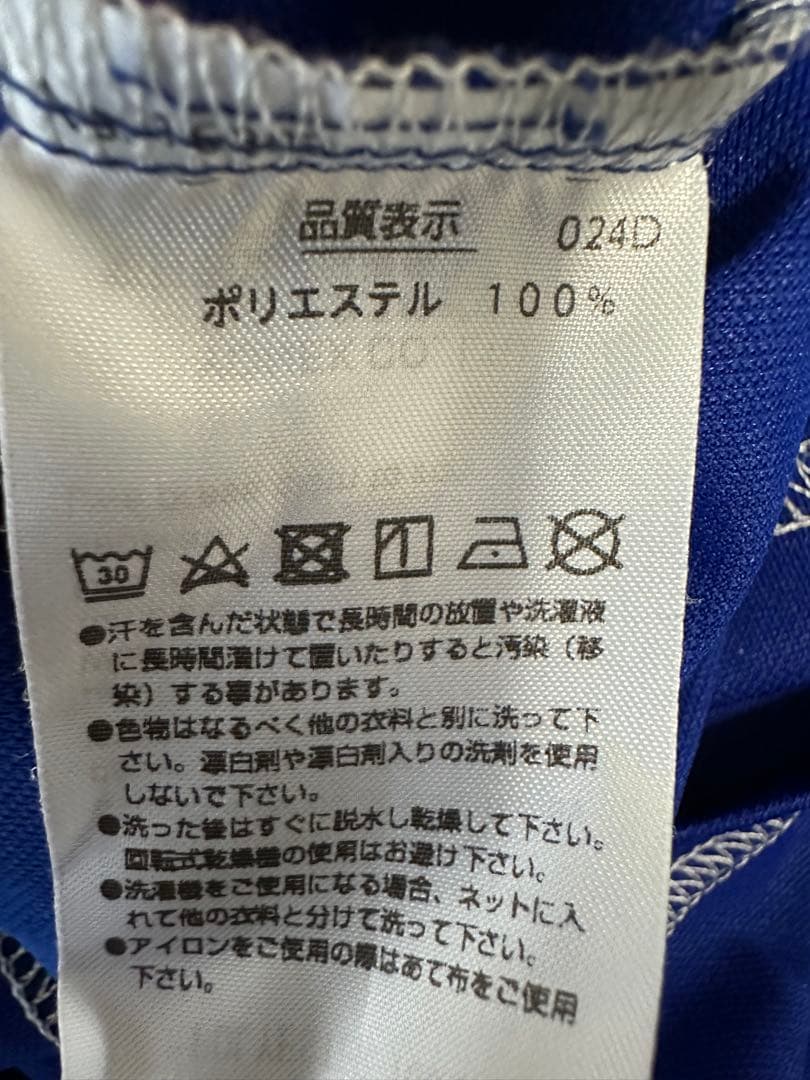 品質表示 024D
ポリエステル 100%
30
●汗を含んだ状態で長時間の放置や洗濯液
に長時間漬けて置いたりすると汚染（移
染）する事があります。
●色物はなるべく他の衣料と別に洗って下
さい。漂白剤や漂白剤入りの洗剤を使用
しないで下さい。
●洗った後はすぐに脱水し乾燥して下さい。
回転式乾燥機の使用はお避け下さい。
●洗濯機をご使用になる場合、ネットに入
れて他の衣料と分けて洗って下さい。
●アイロンをご使用の際はあて布をご使用
下さい。